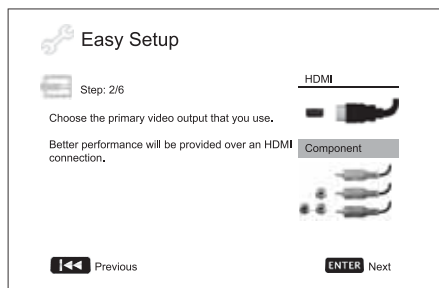 Easy Setup
Step: 2/6
Choose the primary video output that you use.
Better performance will be provided over an HDMI
connection.
HDMI
Component
Previous
ENTER Next